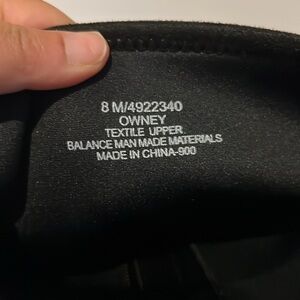 8 M/4922340
OWNEY
TEXTILE UPPER
BALANCE MAN MADE MATERIALS
MADE IN CHINA-900